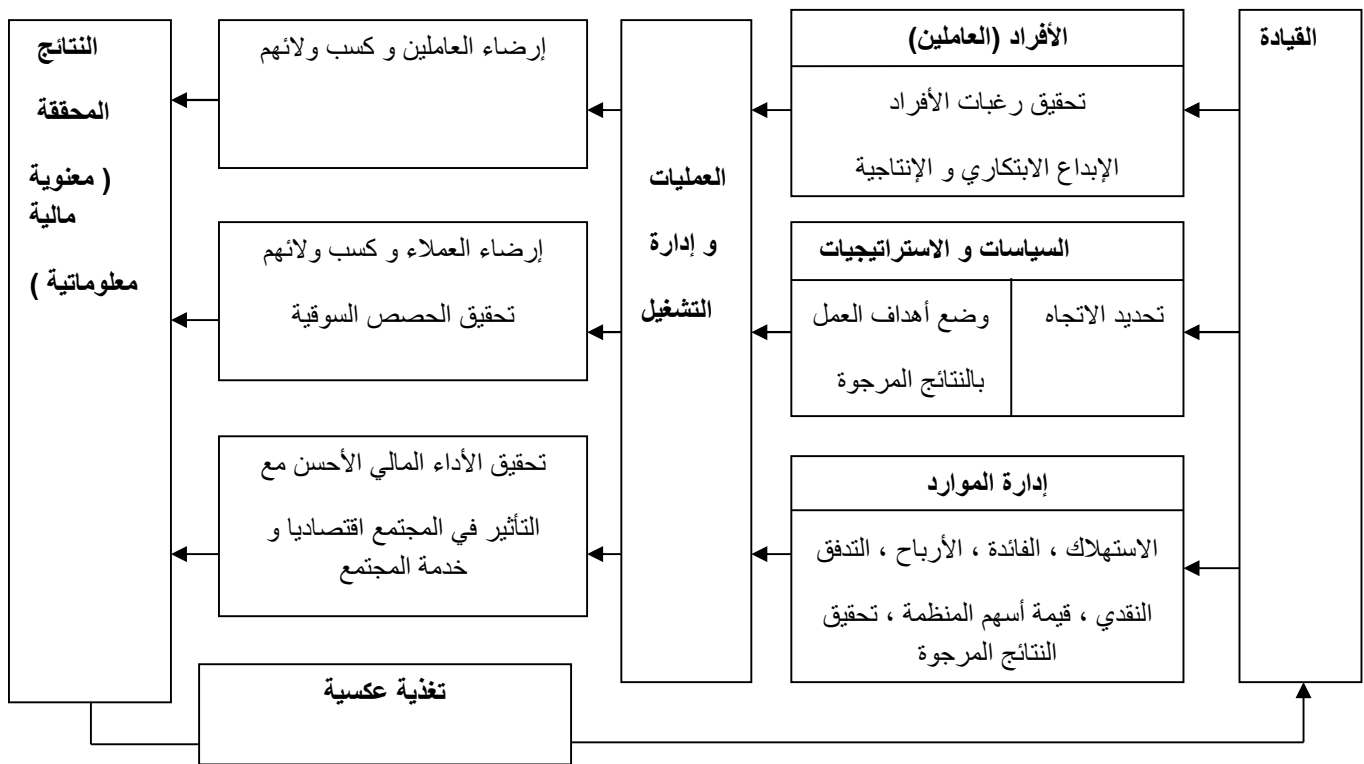 القيادة
الأفراد (العاملين)
تحقيق رغبات الأفراد
الإبداع الابتكاري و الإنتاجية
السياسات و الاستراتيجيات
تحديد الاتجاه
وضع أهداف العمل
بالنتائج المرجوة
إدارة الموارد
الاستهلاك ، الفائدة ، الأرباح ، التدفق
النقدي ، قيمة أسهم المنظمة ، تحقيق
النتائج المرجوة
العمليات
و إدارة
التشغيل
إرضاء العاملين و كسب ولائهم
إرضاء العملاء و كسب ولائهم
تحقيق الحصص السوقية
تحقيق الأداء المالي الأحسن مع
التأثير في المجتمع اقتصاديا و
خدمة المجتمع
النتائج
المحققة
( معنوية
مالية
معلوماتية )
تغذية عكسية